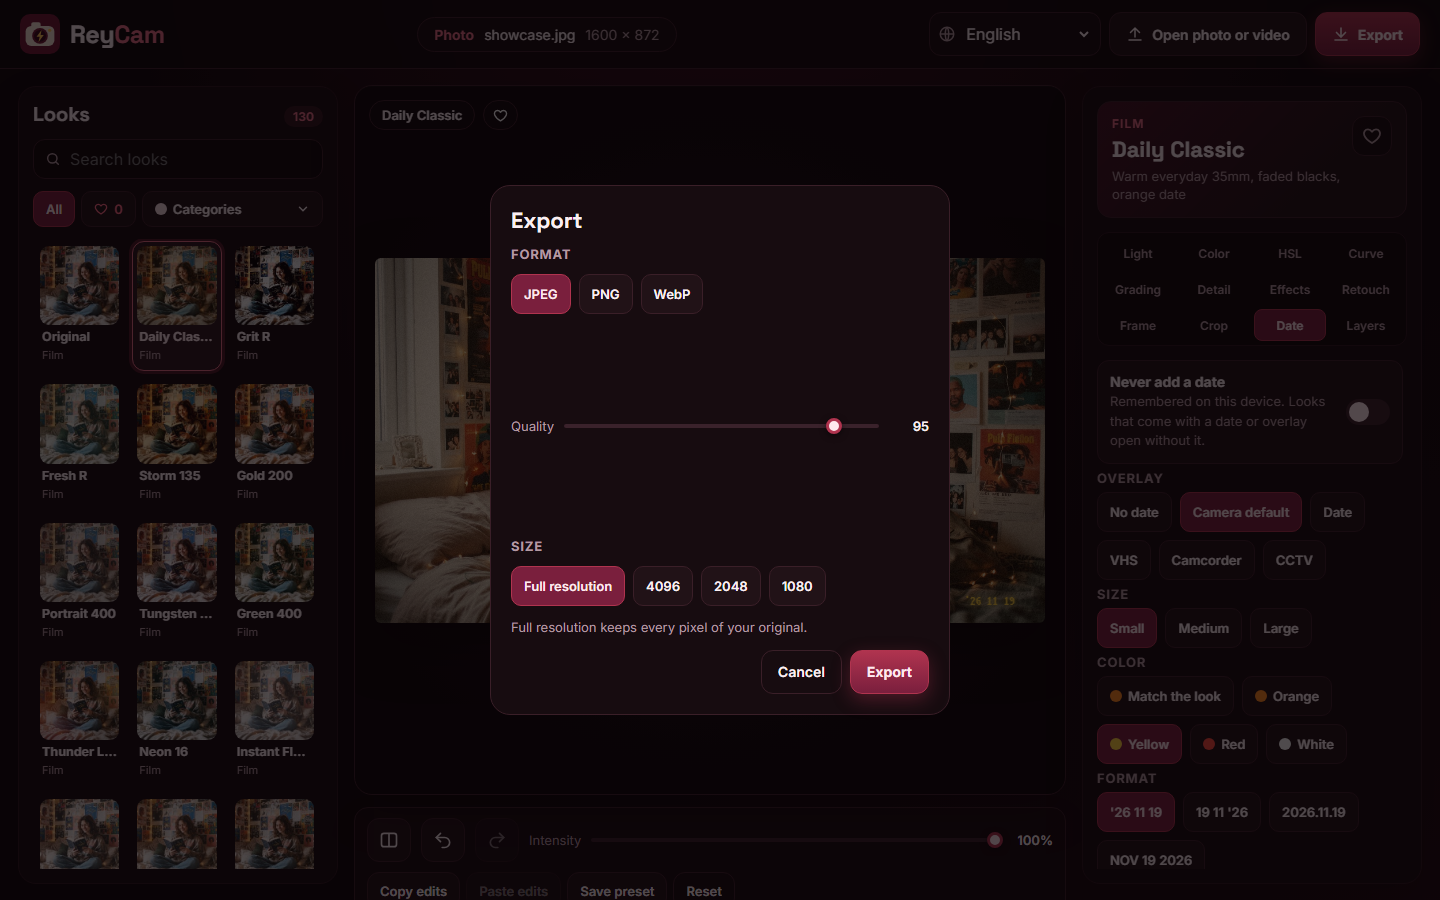 ReyCam
Photo showcase.jpg 1600 × 872
English
Open photo or video
Export
Looks
130
Search looks
All
0
Categories
Original
Film
Daily Clas...
Film
Grit R
Film
Fresh R
Film
Storm 135
Film
Gold 200
Film
Portrait 400
Film
Tungsten ...
Film
Green 400
Film
Thunder L...
Film
Neon 16
Film
Instant Fl...
Film
Daily Classic
Export
FORMAT
JPEG
PNG
WebP
Quality
95
SIZE
Full resolution
4096
2048
1080
Full resolution keeps every pixel of your original.
Cancel
Export
'26 11 19
Intensity
100%
Copy edits
Paste edits
Save preset
Reset
FILM
Daily Classic
Warm everyday 35mm, faded blacks,
orange date
Light
Color
HSL
Curve
Grading
Detail
Effects
Retouch
Frame
Crop
Date
Layers
Never add a date
Remembered on this device. Looks
that come with a date or overlay
open without it.
OVERLAY
No date
Camera default
Date
VHS
Camcorder
CCTV
SIZE
Small
Medium
Large
COLOR
Match the look
Orange
Yellow
Red
White
FORMAT
'26 11 19
19 11 '26
2026.11.19
NOV 19 2026